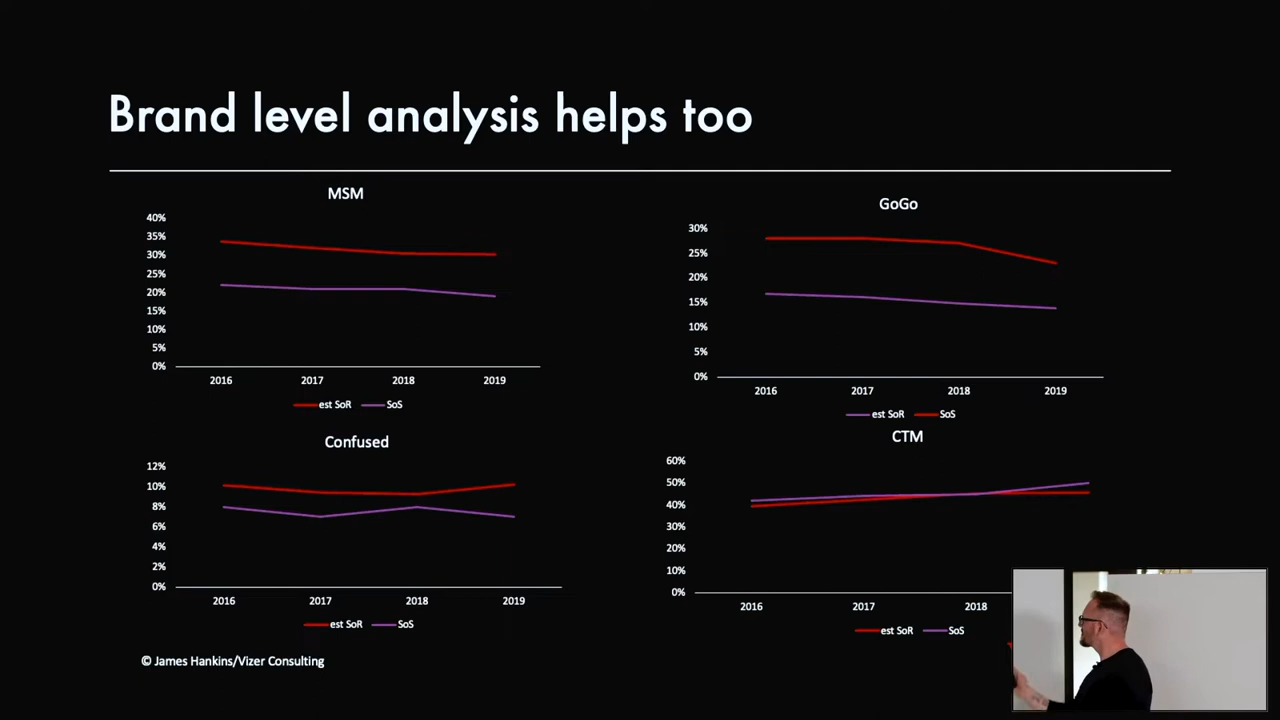 Brand level analysis helps too
MSM
40%
35%
30%
25%
20%
15%
10%
5%
0%
2016 2017 2018 2019
est SoR SoS
GoGo
30%
25%
20%
15%
10%
5%
0%
2016 2017 2018 2019
est SoR SoS
Confused
12%
10%
8%
6%
4%
2%
0%
2016 2017 2018 2019
est SoR SoS
CTM
60%
50%
40%
30%
20%
10%
0%
2016 2017 2018
est SoR SoS
© James Hankins/Vizer Consulting